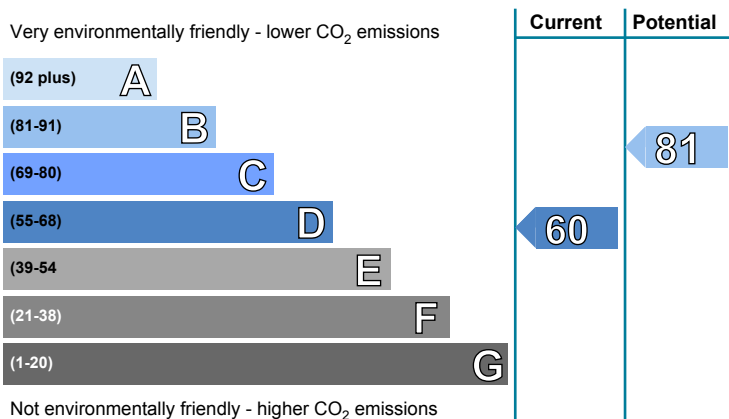 Current Potential
Very environmentally friendly - lower CO2 emissions
(92 plus) A
(81-91) B
(69-80) C
(55-68) D
(39-54 E
(21-38) F
(1-20) G
81
60
Not environmentally friendly - higher CO2 emissions